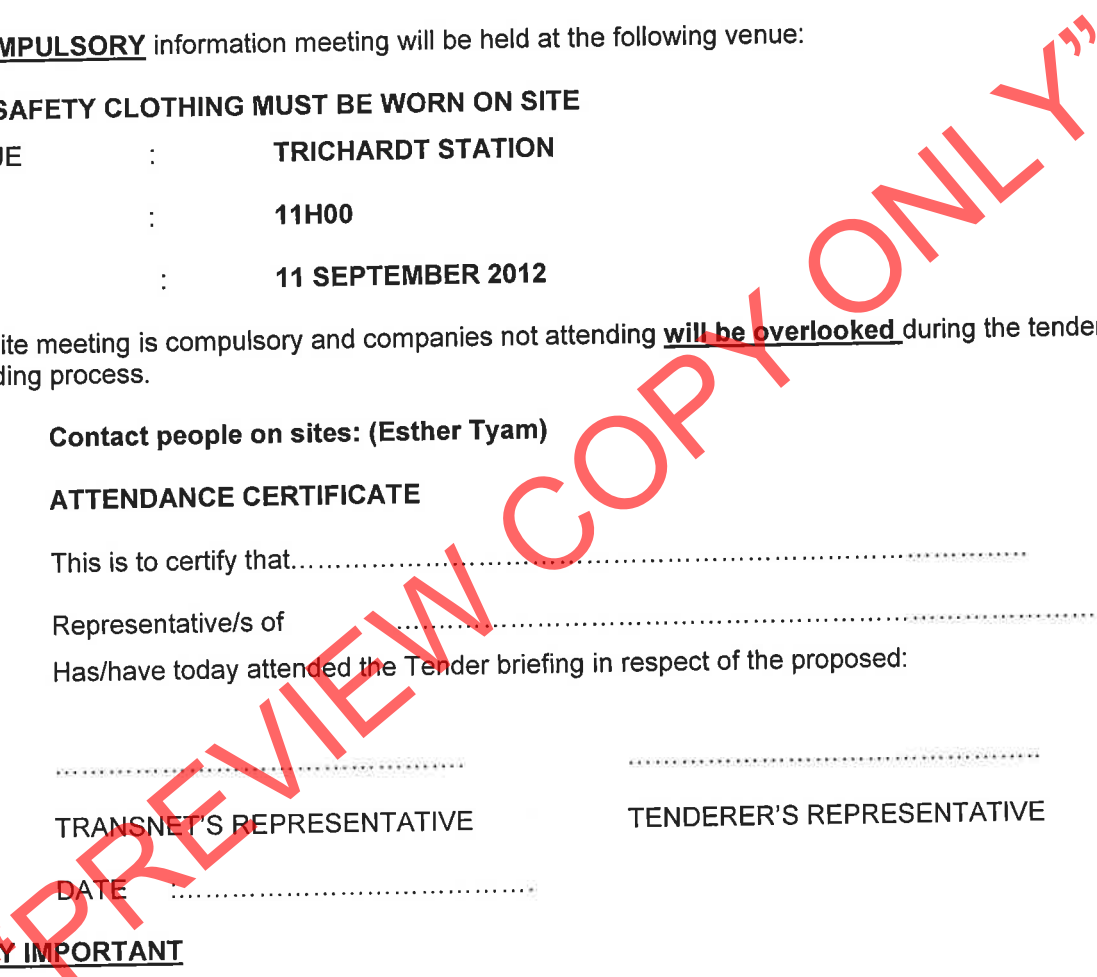 MPULSORY information meeting will be held at the following venue:
SAFETY CLOTHING MUST BE WORN ON SITE
UE : TRICHARDT STATION
: 11H00
: 11 SEPTEMBER 2012
ite meeting is compulsory and companies not attending will be overlooked during the tender
ding process.
Contact people on sites: (Esther Tyam)
ATTENDANCE CERTIFICATE
This is to certify that....................................................................................
Representative/s of ....................................................................................
Has/have today attended the Tender briefing in respect of the proposed:
.................................................. ..................................................
TRANSNET'S REPRESENTATIVE TENDERER'S REPRESENTATIVE
DATE :..........................................
Y IMPORTANT
"PREVIEW COPY ONLY"